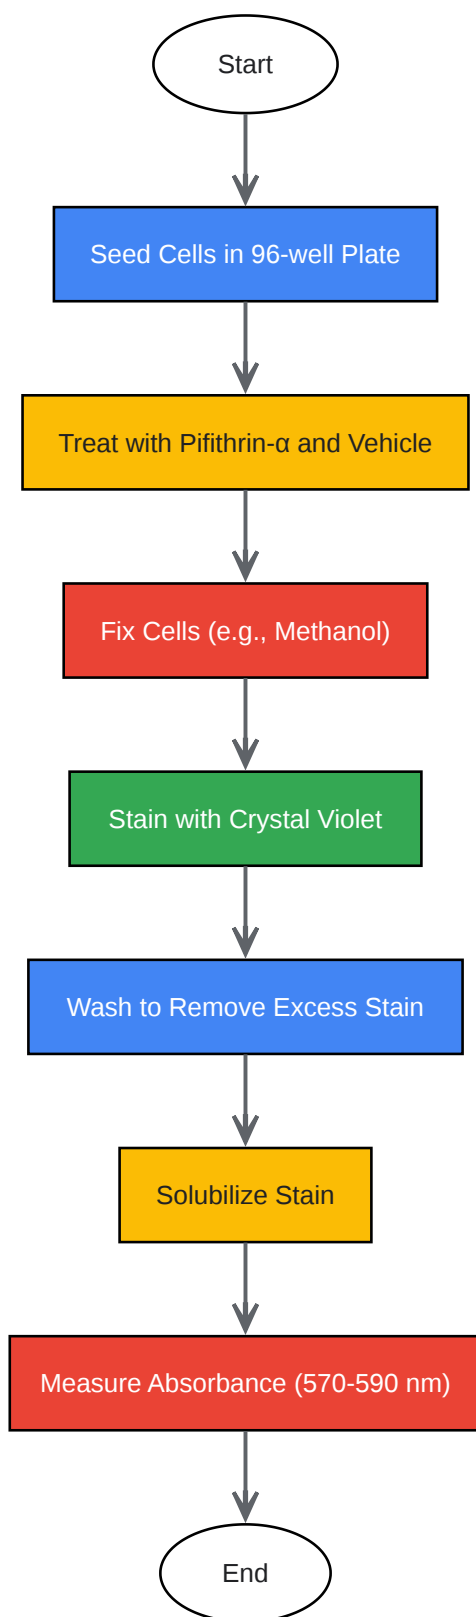 Start
Seed Cells in 96-well Plate
Treat with Pifithrin-α and Vehicle
Fix Cells (e.g., Methanol)
Stain with Crystal Violet
Wash to Remove Excess Stain
Solubilize Stain
Measure Absorbance (570-590 nm)
End